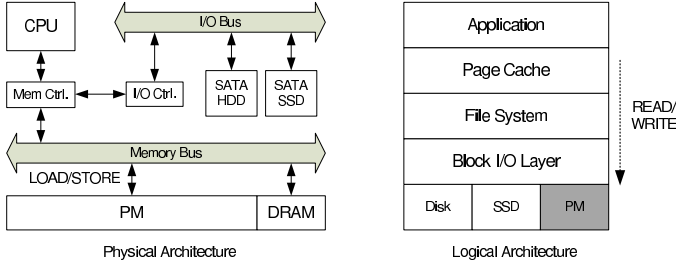 CPU
I/O Bus
Mem Ctrl.
I/O Ctrl.
SATA
HDD
SATA
SSD
Memory Bus
LOAD/STORE
PM
DRAM
Physical Architecture
Application
Page Cache
File System
Block I/O Layer
READ/
WRITE
Disk
SSD
PM
Logical Architecture